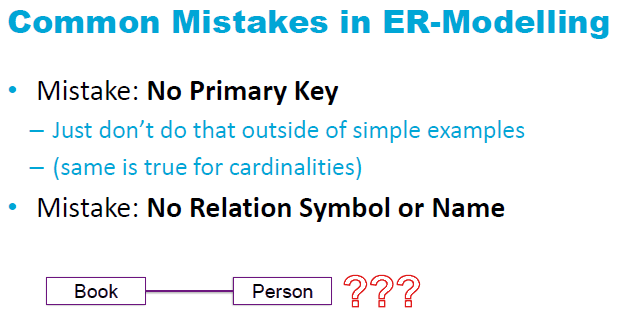 Common Mistakes in ER-Modelling
• Mistake: No Primary Key
– Just don't do that outside of simple examples
– (same is true for cardinalities)
• Mistake: No Relation Symbol or Name
Book Person ???